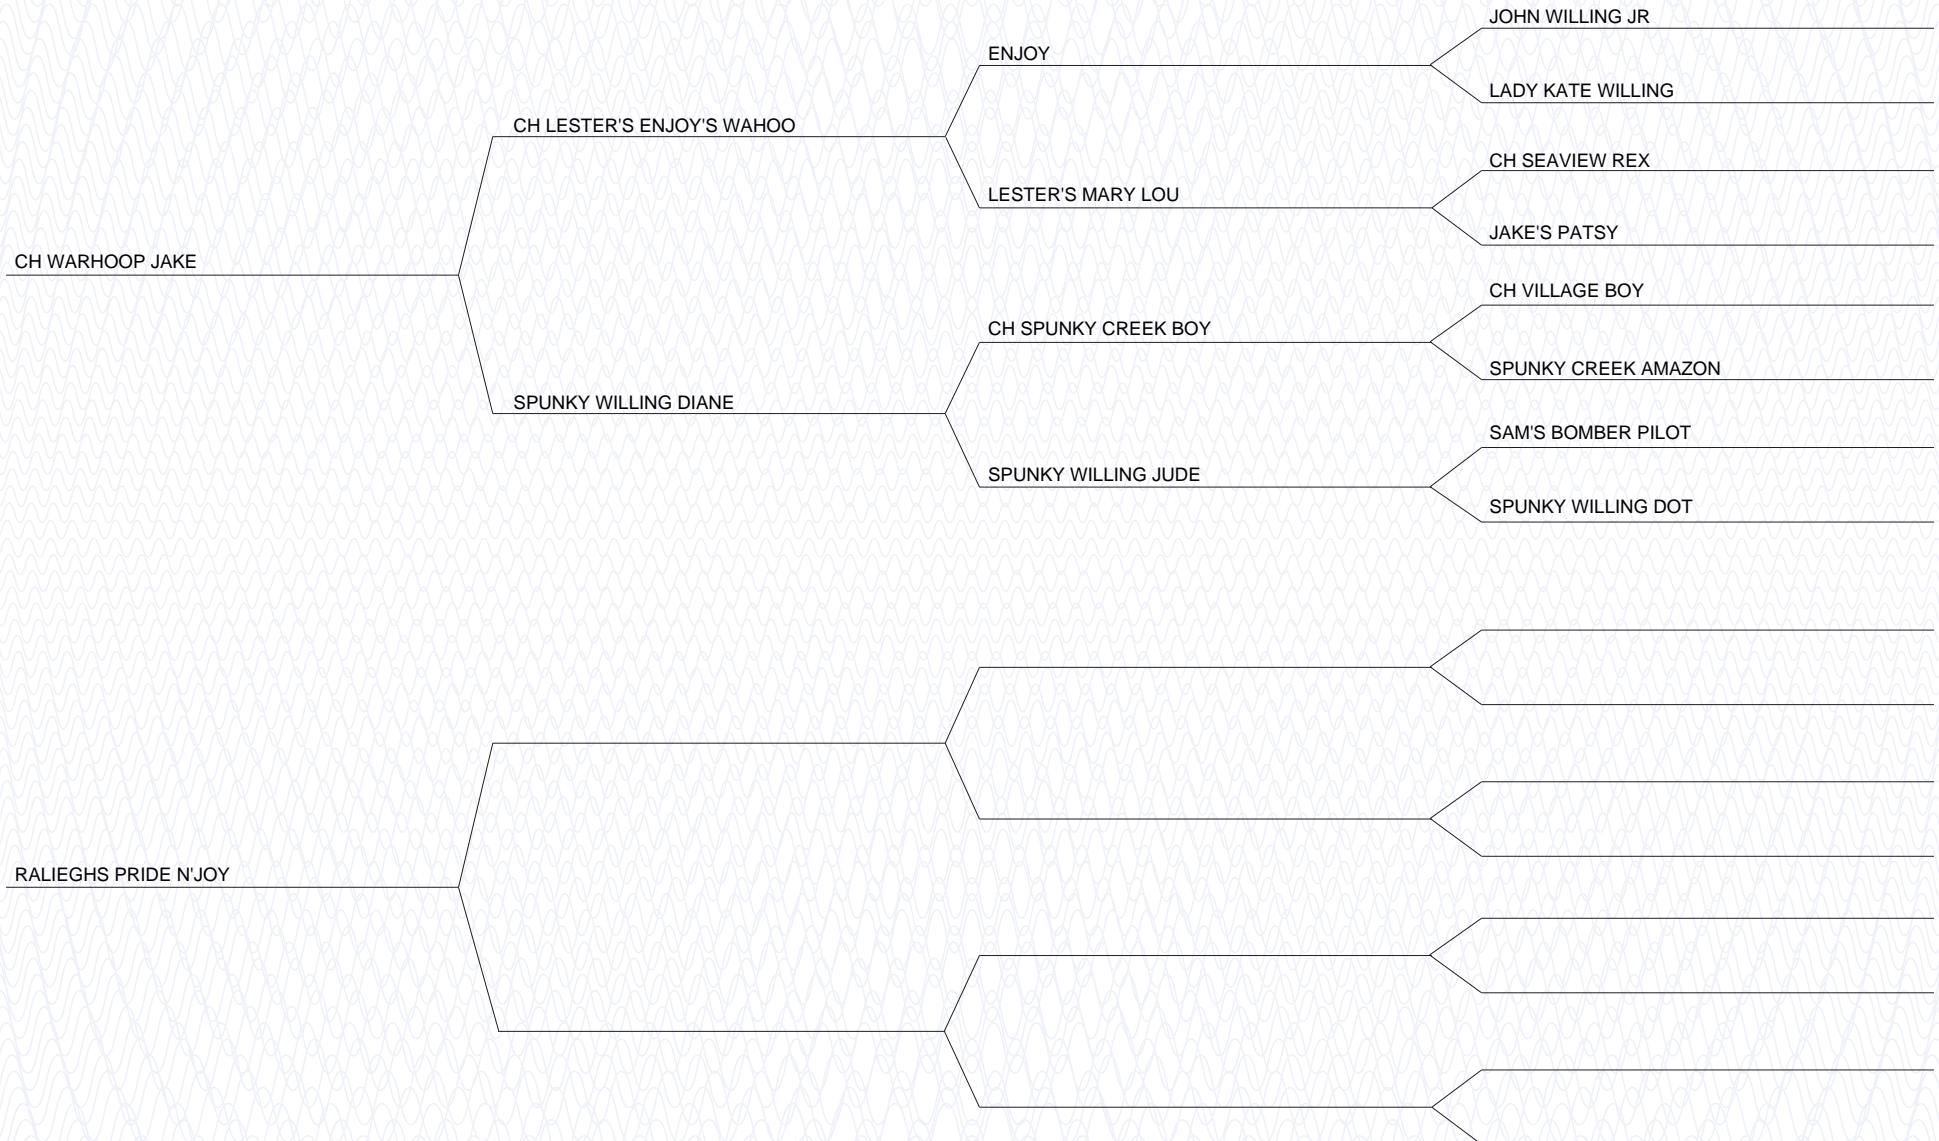 JOHN WILLING JR
ENJOY
LADY KATE WILLING
CH LESTER'S ENJOY'S WAHOO
CH SEAVIEW REX
LESTER'S MARY LOU
JAKE'S PATSY
CH WARHOOP JAKE
CH VILLAGE BOY
CH SPUNKY CREEK BOY
SPUNKY CREEK AMAZON
SPUNKY WILLING DIANE
SAM'S BOMBER PILOT
SPUNKY WILLING JUDE
SPUNKY WILLING DOT
RALIEGHS PRIDE N'JOY